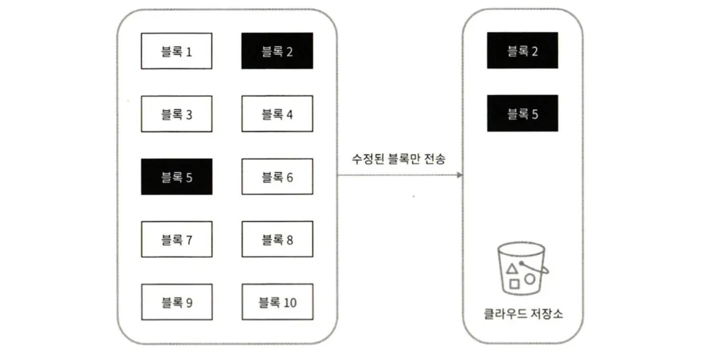 블록 1
블록 2
블록 3
블록 4
블록 5
블록 6
블록 7
블록 8
블록 9
블록 10
수정된 블록만 전송
블록 2
블록 5
클라우드 저장소